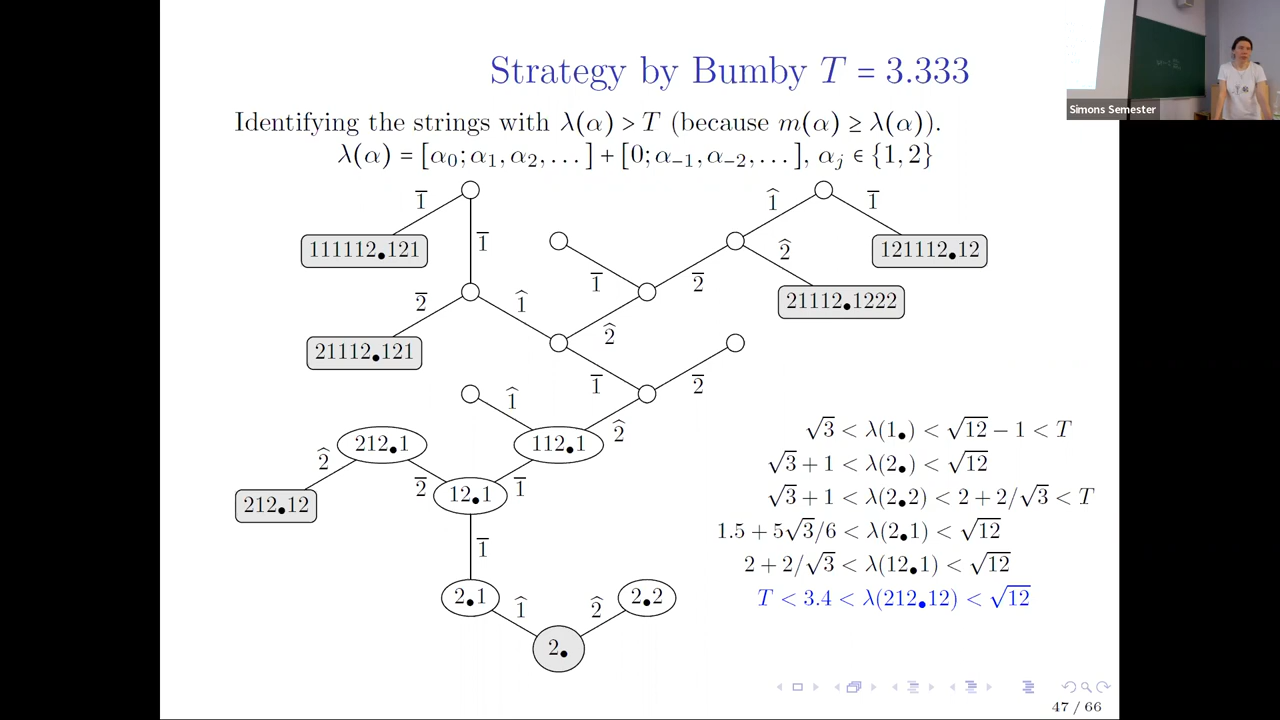 Strategy by Bumby T = 3.333
Simons Semester
Identifying the strings with λ(α) > T (because m(α) ≥ λ(α)).
λ(α) = [α₀; α₁, α₂, …] + [0; α₋₁, α₋₂, …], αⱼ ∈ {1, 2}
1̅ 1̂ 1̅
111112•121 1̅ 1̅ 2̅ 2̂ 121112•12
2̅ 1̂ 2̂ 21112•1222
21112•121 1̅ 2̅
1̂ 2̂
212•1 112•1
2̂ 2̅ 1̅
212•12 12•1
1̅
2•1 1̂ 2̂ 2•2
2•
√3 < λ(1•) < √12 − 1 < T
√3 + 1 < λ(2•) < √12
√3 + 1 < λ(2•2) < 2 + 2/√3 < T
1.5 + 5√3/6 < λ(2•1) < √12
2 + 2/√3 < λ(12•1) < √12
T < 3.4 < λ(212•12) < √12
47 / 66